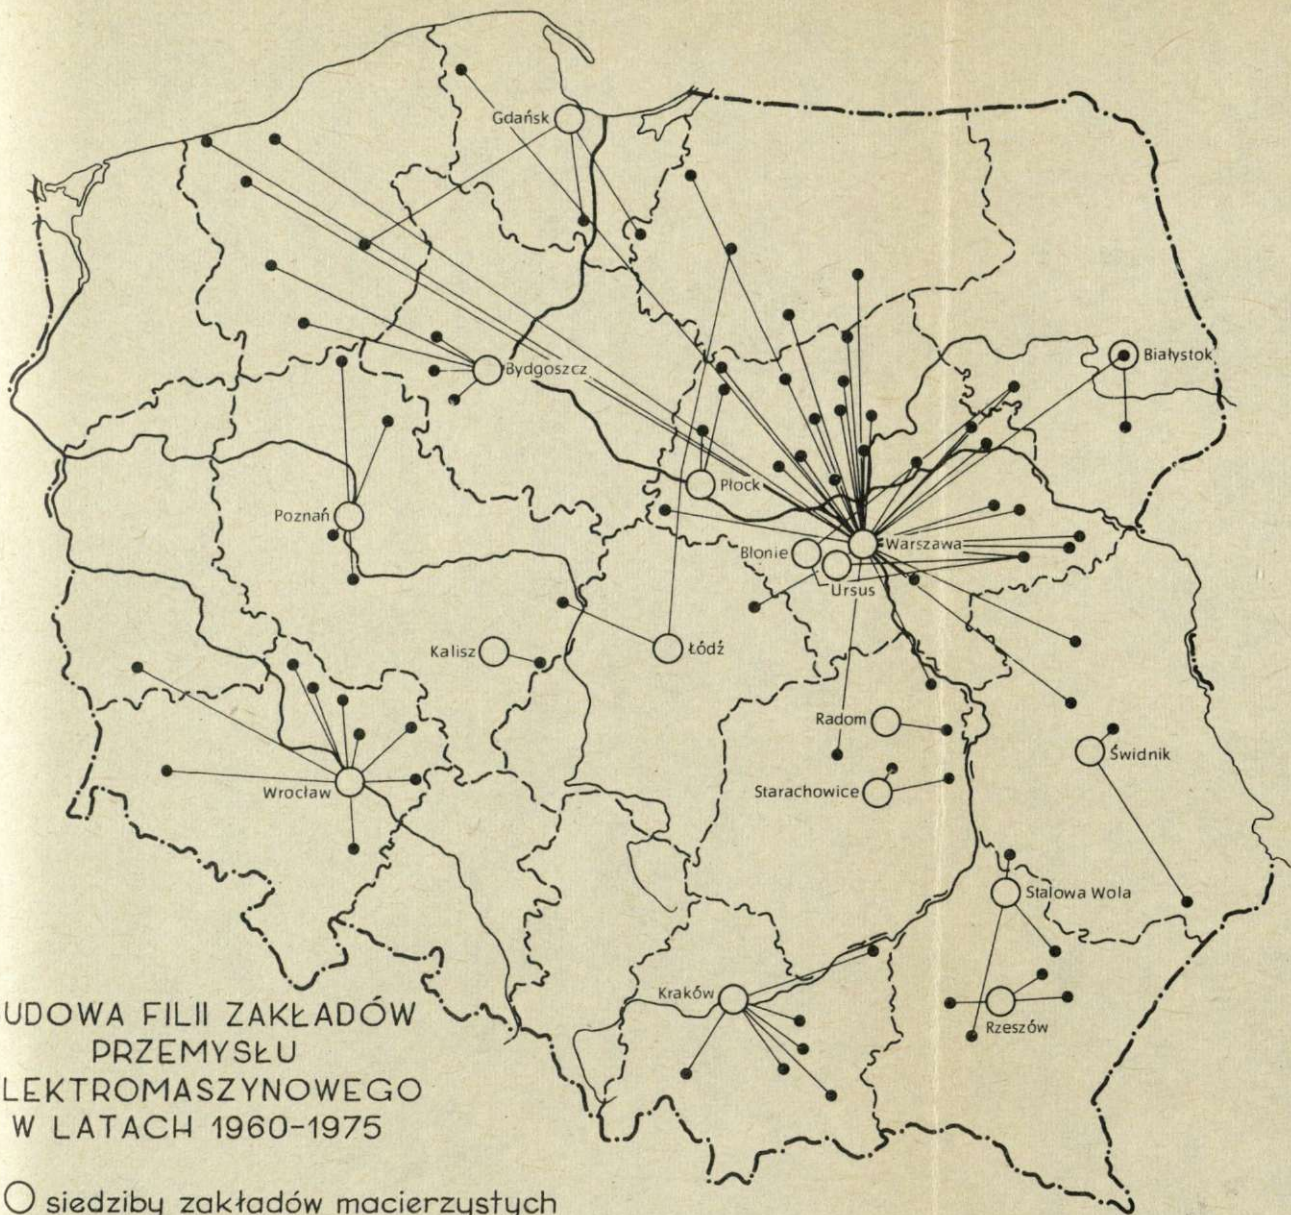 Gdańsk
Białystok
Bydgoszcz
Płock
Poznań
Błonie
Warszawa
Ursus
Kalisz
Łódź
Radom
Świdnik
Wrocław
Starachowice
Stalowa Wola
Kraków
Rzeszów
UDOWA FILII ZAKŁADÓW
PRZEMYSŁU
LEKTROMASZYNOWEGO
W LATACH 1960-1975
siedziby zakładów macierzystych